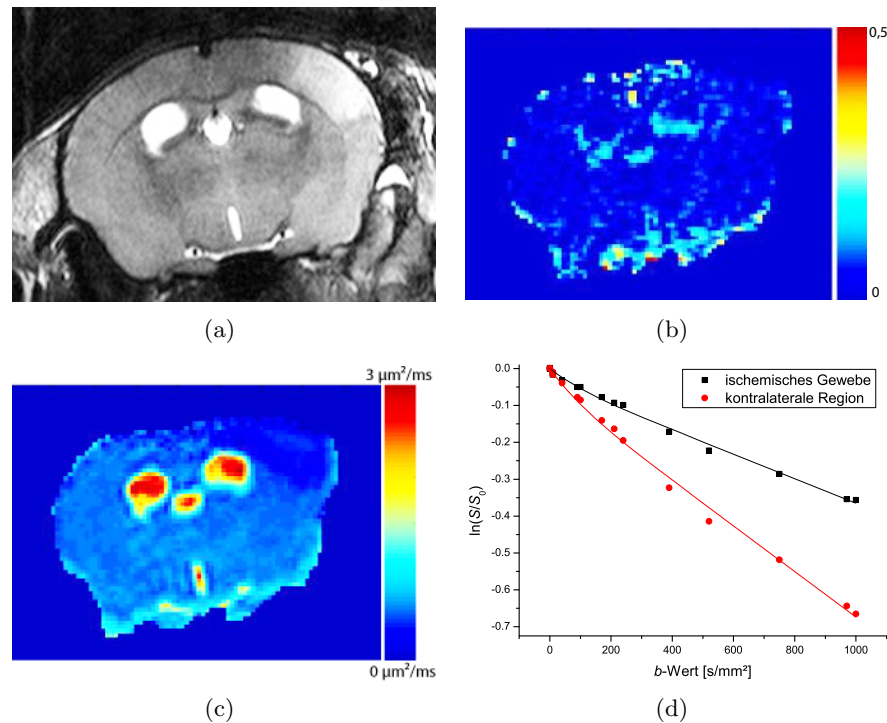 (a)
0,5
0
(b)
3 µm²/ms
0 µm²/ms
(c)
ln(S/S₀)
0.0
-0.1
-0.2
-0.3
-0.4
-0.5
-0.6
-0.7
ischemisches Gewebe
kontralaterale Region
0 200 400 600 800 1000
b-Wert [s/mm²]
(d)